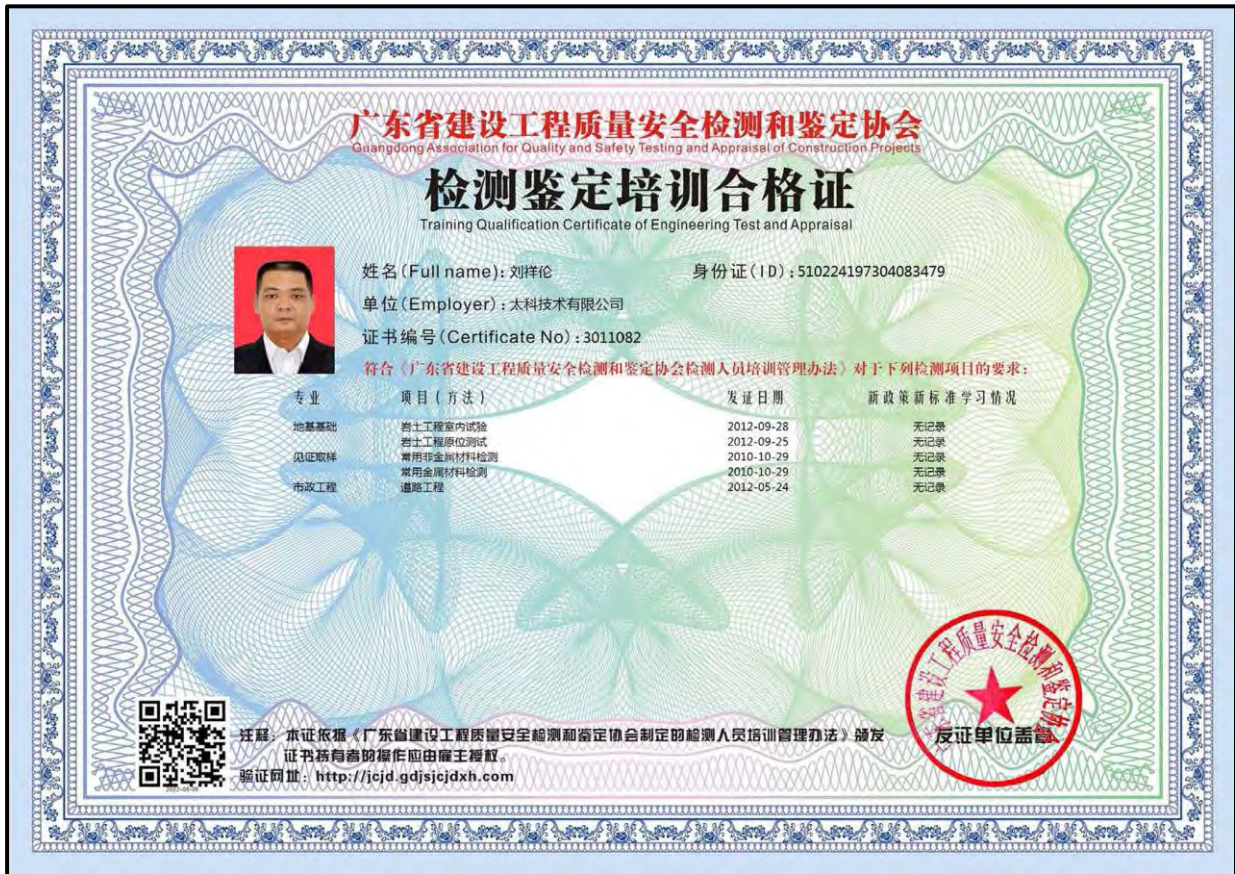 广东省建设工程质量安全检测和鉴定协会
Guangdong Association for Quality and Safety Testing and Appraisal of Construction Projects
检测鉴定培训合格证
Training Qualification Certificate of Engineering Test and Appraisal
姓名(Full name): 刘祥伦 身份证(ID): 510224197304083479
单位(Employer): 太科技术有限公司
证书编号(Certificate No): 3011082
符合《广东省建设工程质量安全检测和鉴定协会检测人员培训管理办法》对于下列检测项目的要求:
专业 项目(方法) 发证日期 新政策新标准学习情况
地基基础 岩土工程室内试验 2012-09-28 无记录
岩土工程原位测试 2012-09-25 无记录
见证取样 常用非金属材料检测 2010-10-29 无记录
常用金属材料检测 2010-10-29 无记录
市政工程 道路工程 2012-05-24 无记录
广东省建设工程质量安全检测和鉴定协会
发证单位盖章
注释: 本证依据《广东省建设工程质量安全检测和鉴定协会制定的检测人员培训管理办法》颁发
证书持有者的操作应由雇主授权。
验证网址: http://jcjd.gdjsjcjdxh.com